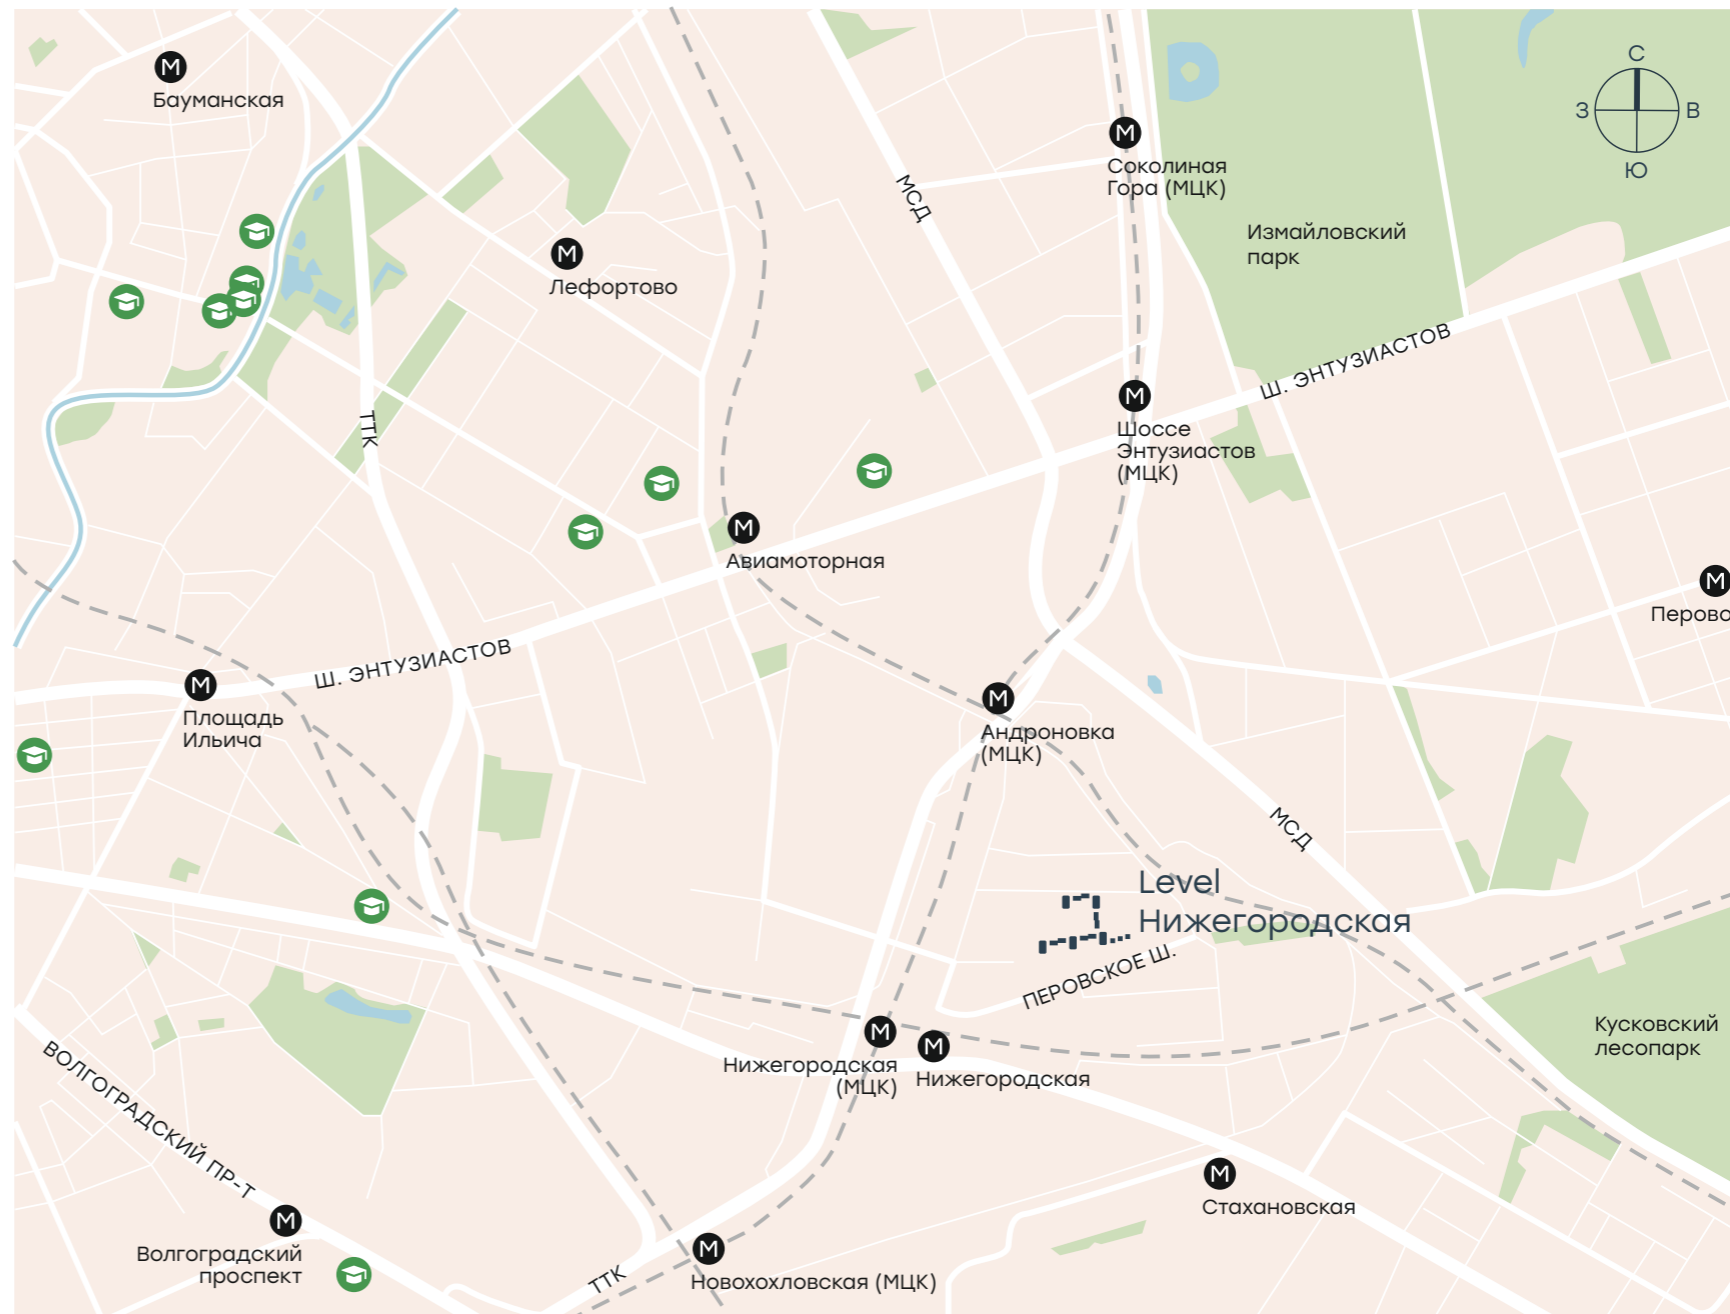 М
Бауманская
С
З
В
Ю
М
Соколиная
Гора (МЦК)
МСД
Измайловский
парк
М
Лефортово
Ш. ЭНТУЗИАСТОВ
М
Шоссе
Энтузиастов
(МЦК)
ТТК
М
Авиамоторная
М
Перово
Ш. ЭНТУЗИАСТОВ
М
Площадь
Ильича
М
Андроновка
(МЦК)
МСД
Level
Нижегородская
ПЕРОВСКОЕ Ш.
Кусковский
лесопарк
М
Нижегородская
(МЦК)
М
Нижегородская
ВОЛГОГРАДСКИЙ ПР-Т
М
Стахановская
М
Волгоградский
проспект
М
Новохохловская (МЦК)
ТТК